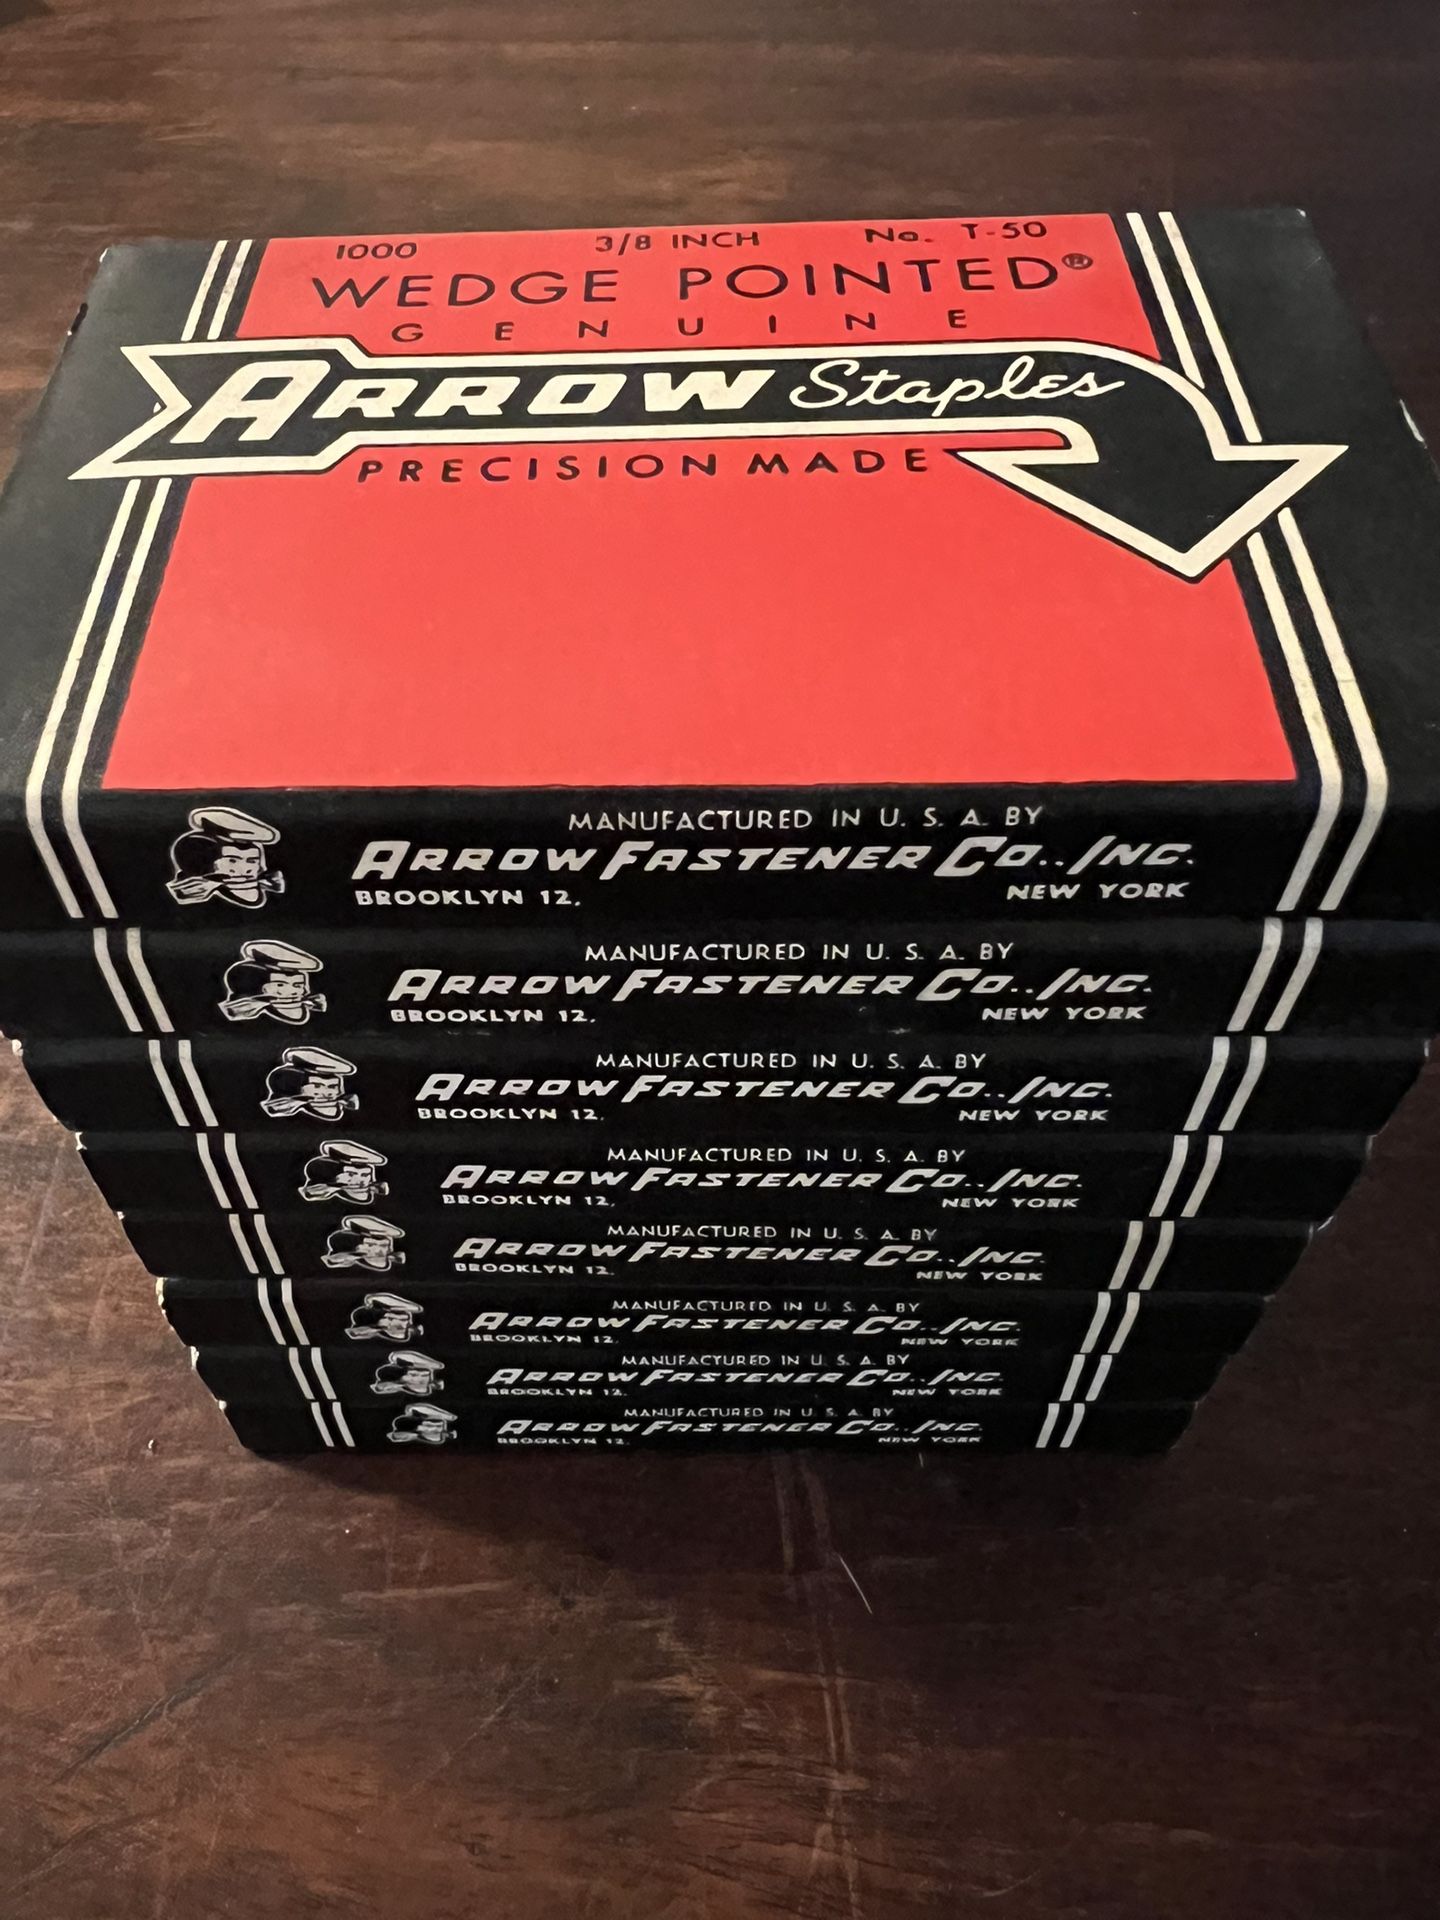 1000 3/8 INCH No. T-50
WEDGE POINTED®
GENUINE
ARROW Staples
PRECISION MADE
MANUFACTURED IN U. S. A. BY
ARROW FASTENER CO., INC.
BROOKLYN 12, NEW YORK
MANUFACTURED IN U. S. A. BY
ARROW FASTENER CO., INC.
BROOKLYN 12, NEW YORK
MANUFACTURED IN U. S. A. BY
ARROW FASTENER CO., INC.
BROOKLYN 12, NEW YORK
MANUFACTURED IN U. S. A. BY
ARROW FASTENER CO., INC.
BROOKLYN 12, NEW YORK
MANUFACTURED IN U. S. A. BY
ARROW FASTENER CO., INC.
BROOKLYN 12, NEW YORK
MANUFACTURED IN U. S. A. BY
ARROW FASTENER CO., INC.
BROOKLYN 12, NEW YORK
MANUFACTURED IN U. S. A. BY
ARROW FASTENER CO., INC.
BROOKLYN 12, NEW YORK
MANUFACTURED IN U. S. A. BY
ARROW FASTENER CO., INC.
BROOKLYN 12, NEW YORK